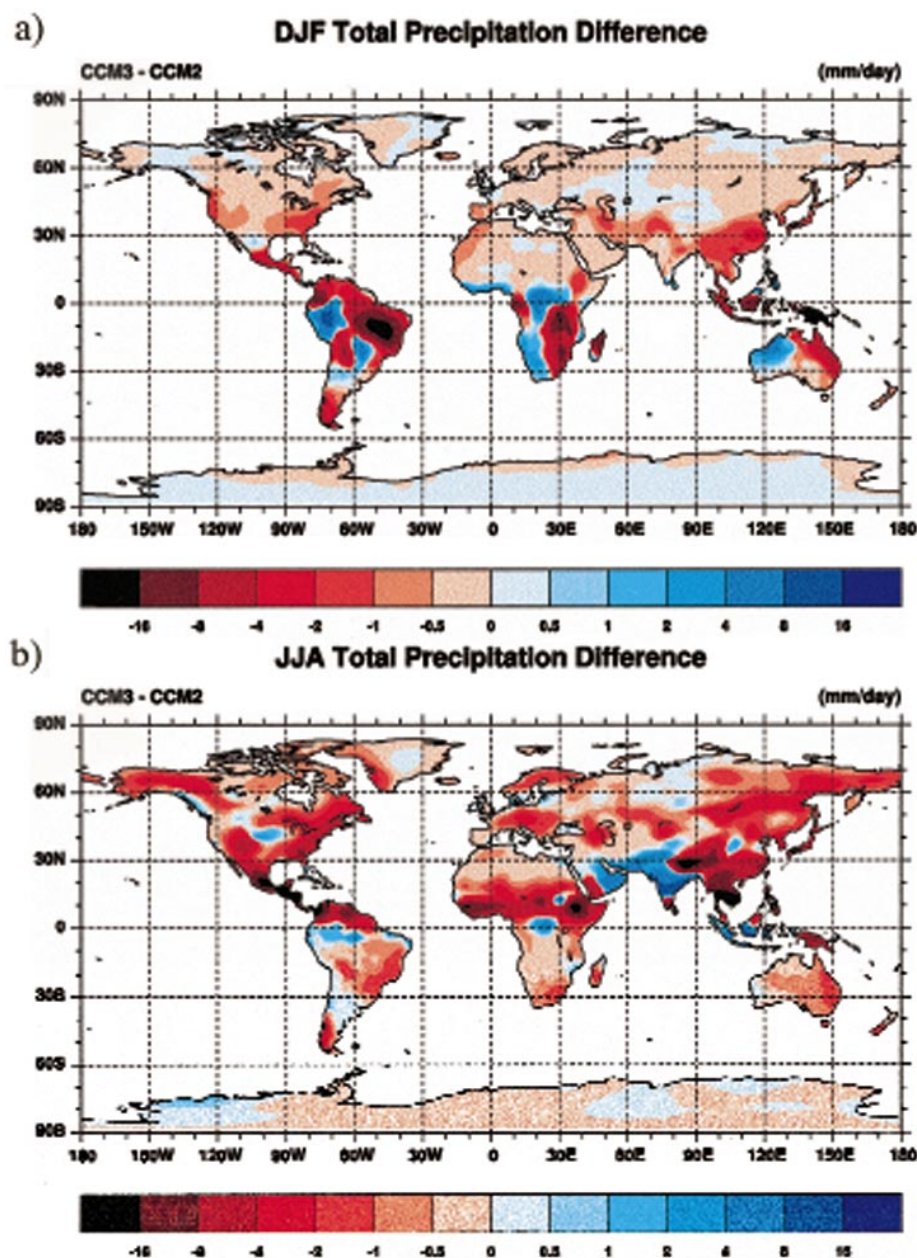 a)
DJF Total Precipitation Difference
CCM3 - CCM2 (mm/day)
90N
60N
30N
0
30S
60S
90S
180 150W 120W 90W 60W 30W 0 30E 60E 90E 120E 150E 180
-16 -8 -4 -2 -1 -0.5 0 0.5 1 2 4 8 16
b)
JJA Total Precipitation Difference
CCM3 - CCM2 (mm/day)
90N
60N
30N
0
30S
60S
90S
180 150W 120W 90W 60W 30W 0 30E 60E 90E 120E 150E 180
-16 -8 -4 -2 -1 -0.5 0 0.5 1 2 4 8 16